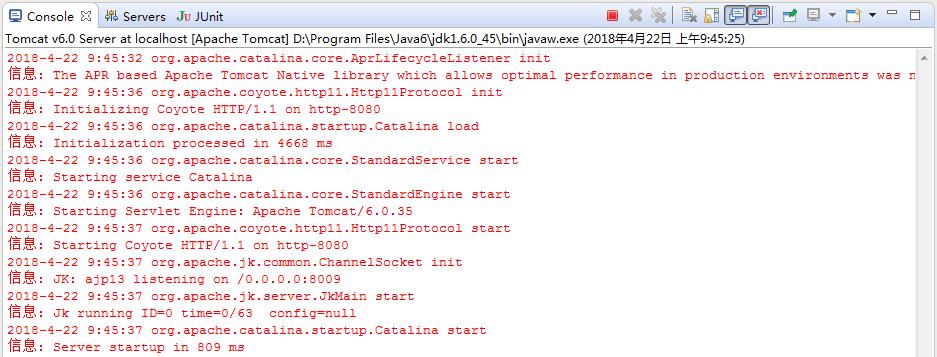 Console Servers JUnit
Tomcat v6.0 Server at localhost [Apache Tomcat] D:\Program Files\Java6\jdk1.6.0_45\bin\javaw.exe (2018年4月22日 上午9:45:25)
2018-4-22 9:45:32 org.apache.catalina.core.AprLifecycleListener init
信息: The APR based Apache Tomcat Native library which allows optimal performance in production environments was n
2018-4-22 9:45:36 org.apache.coyote.http11.Http11Protocol init
信息: Initializing Coyote HTTP/1.1 on http-8080
2018-4-22 9:45:36 org.apache.catalina.startup.Catalina load
信息: Initialization processed in 4668 ms
2018-4-22 9:45:36 org.apache.catalina.core.StandardService start
信息: Starting service Catalina
2018-4-22 9:45:36 org.apache.catalina.core.StandardEngine start
信息: Starting Servlet Engine: Apache Tomcat/6.0.35
2018-4-22 9:45:37 org.apache.coyote.http11.Http11Protocol start
信息: Starting Coyote HTTP/1.1 on http-8080
2018-4-22 9:45:37 org.apache.jk.common.ChannelSocket init
信息: JK: ajp13 listening on /0.0.0.0:8009
2018-4-22 9:45:37 org.apache.jk.server.JkMain start
信息: Jk running ID=0 time=0/63  config=null
2018-4-22 9:45:37 org.apache.catalina.startup.Catalina start
信息: Server startup in 809 ms